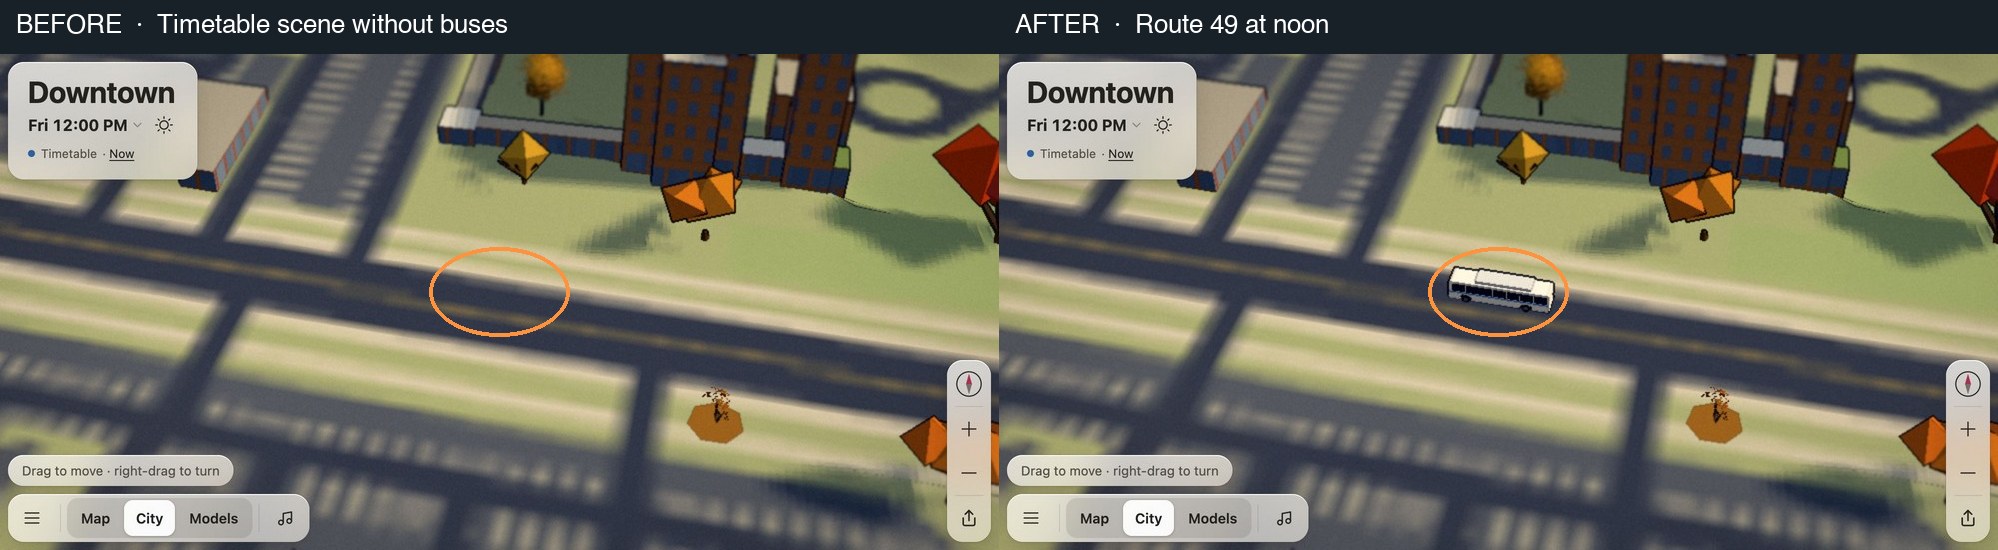 BEFORE · Timetable scene without buses
Downtown
Fri 12:00 PM
Timetable · Now
Drag to move · right-drag to turn
Map City Models
AFTER · Route 49 at noon
Downtown
Fri 12:00 PM
Timetable · Now
Drag to move · right-drag to turn
Map City Models